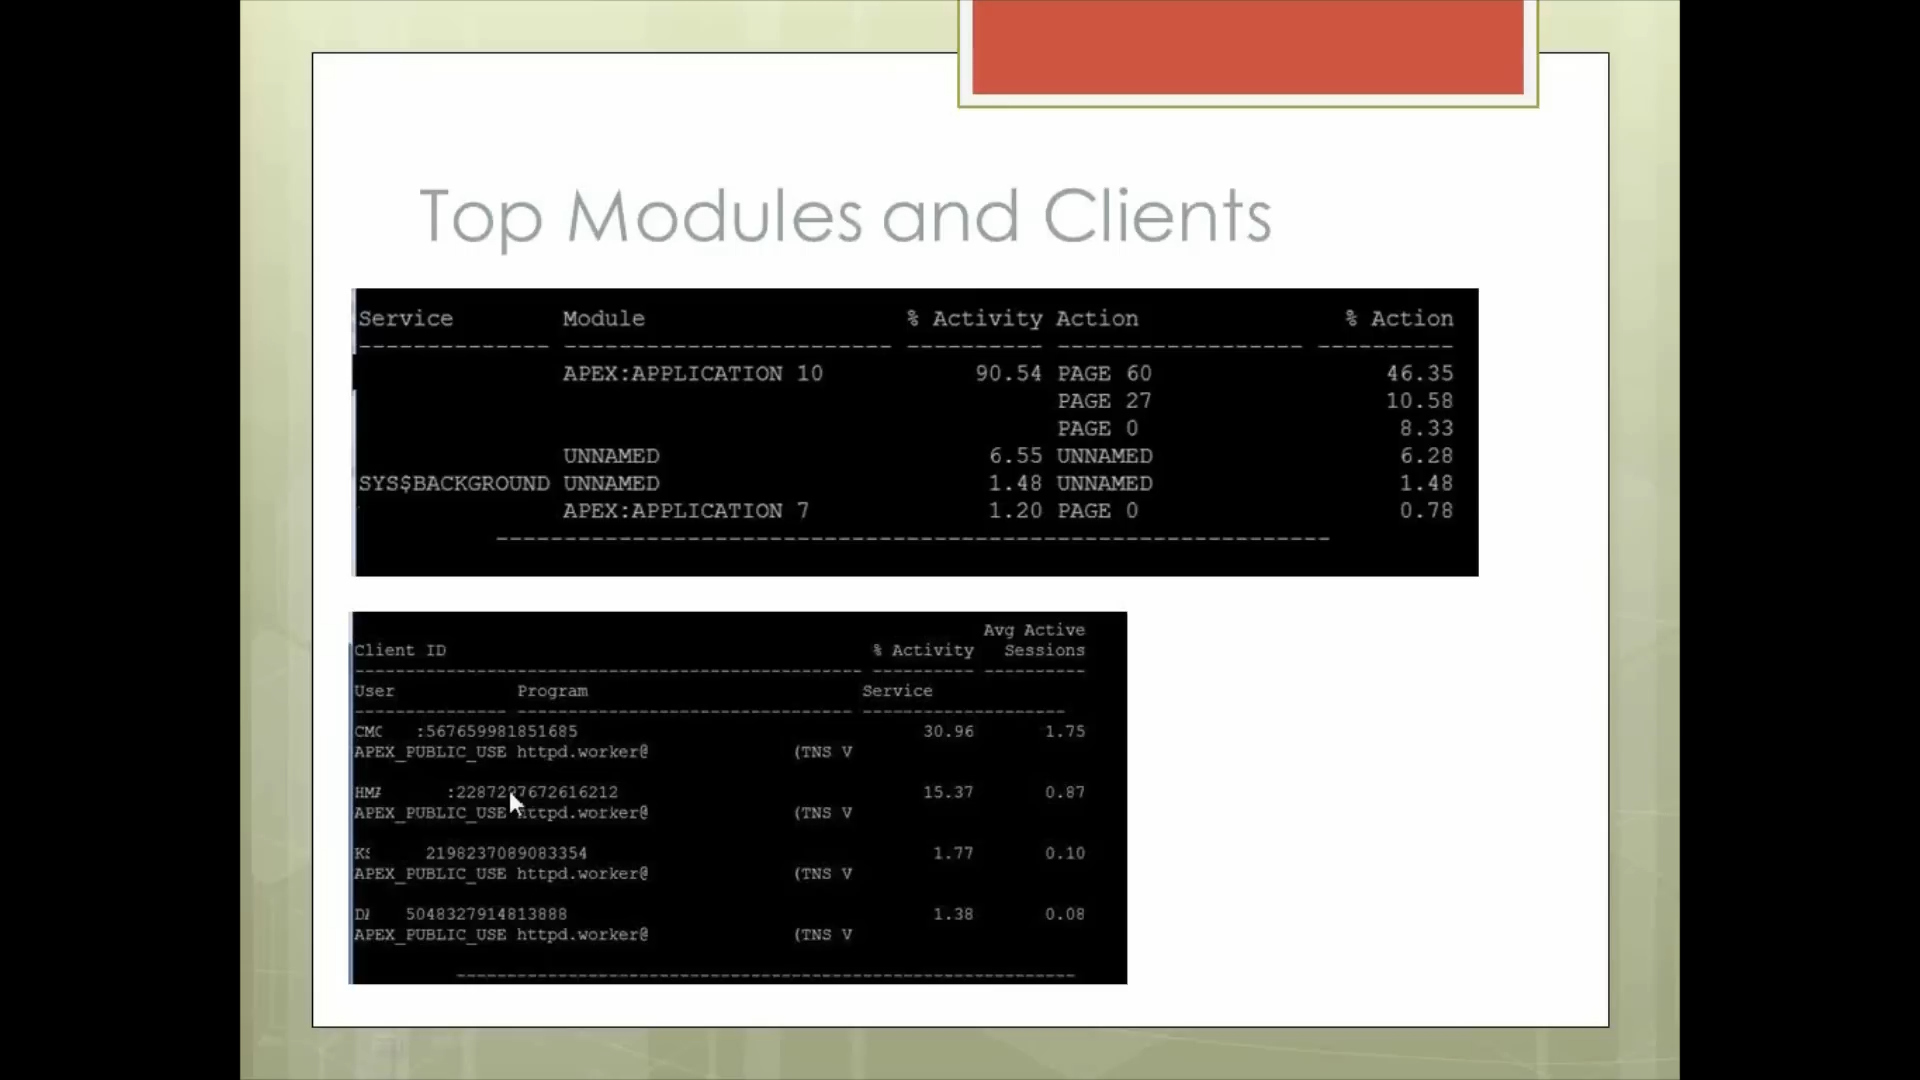 Top Modules and Clients
Service Module % Activity Action % Action
APEX:APPLICATION 10 90.54 PAGE 60 46.35
PAGE 27 10.58
PAGE 0 8.33
UNNAMED 6.55 UNNAMED 6.28
SYS$BACKGROUND UNNAMED 1.48 UNNAMED 1.48
APEX:APPLICATION 7 1.20 PAGE 0 0.78
Avg Active
Client ID % Activity Sessions
User Program Service
CMC :567659981851685 30.96 1.75
APEX_PUBLIC_USE httpd.worker@ (TNS V
15.37 0.87
APEX_PUBLIC_USE httpd.worker@ (TNS V
2198237089083354 1.77 0.10
APEX_PUBLIC_USE httpd.worker@ (TNS V
5048327914813888 1.38 0.08
APEX_PUBLIC_USE httpd.worker@ (TNS V